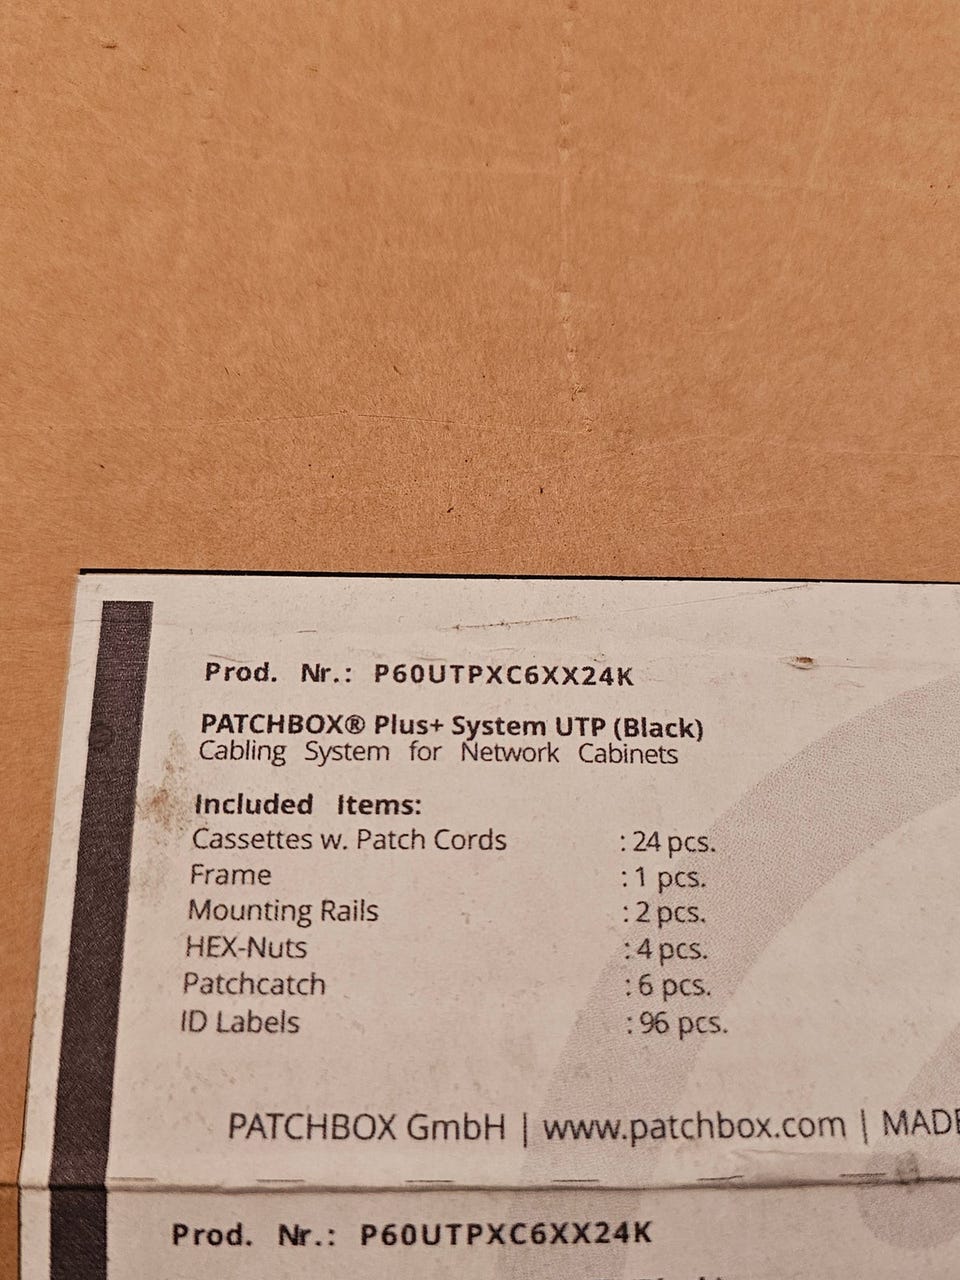 Prod. Nr.: P60UTPXC6XX24K
PATCHBOX® Plus+ System UTP (Black)
Cabling System for Network Cabinets
Included Items:
Cassettes w. Patch Cords : 24 pcs.
Frame : 1 pcs.
Mounting Rails : 2 pcs.
HEX-Nuts : 4 pcs.
Patchcatch : 6 pcs.
ID Labels : 96 pcs.
PATCHBOX GmbH | www.patchbox.com | MADE
Prod. Nr.: P60UTPXC6XX24K